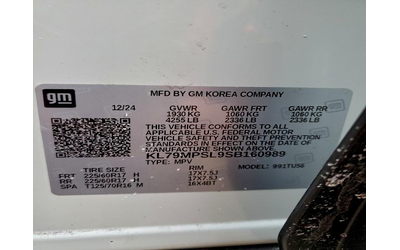 gm
MFD BY GM KOREA COMPANY
12/24 GVWR GAWR FRT GAWR RR
1930 KG 1060 KG 1060 KG
4255 LB 2336 LB 2336 LB
THIS VEHICLE CONFORMS TO ALL
APPLICABLE U.S. FEDERAL MOTOR
VEHICLE SAFETY AND THEFT PREVENTION
STANDARDS IN EFFECT ON THE DATE OF
MANUFACTURE SHOWN ABOVE.
KL79MPSL9SB160989
TYPE: MPV MODEL: 9S1TU56
TIRE SIZE RIM
FRT 225/60R17 H 17X7.5J
RR 225/60R17 H 17X7.5J
SPA T125/70R16 M 16X4BT